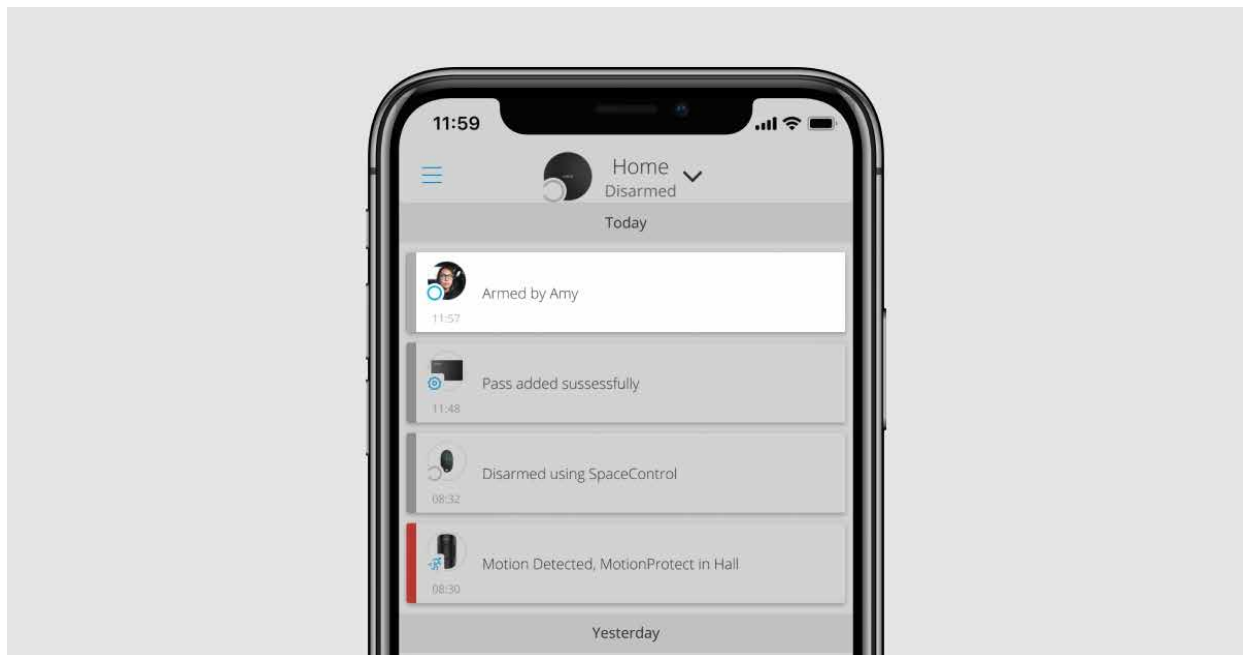 11:59
Home
Disarmed
Today
Armed by Amy
11:57
Pass added sussessfully
11:48
Disarmed using SpaceControl
08:32
Motion Detected, MotionProtect in Hall
08:30
Yesterday